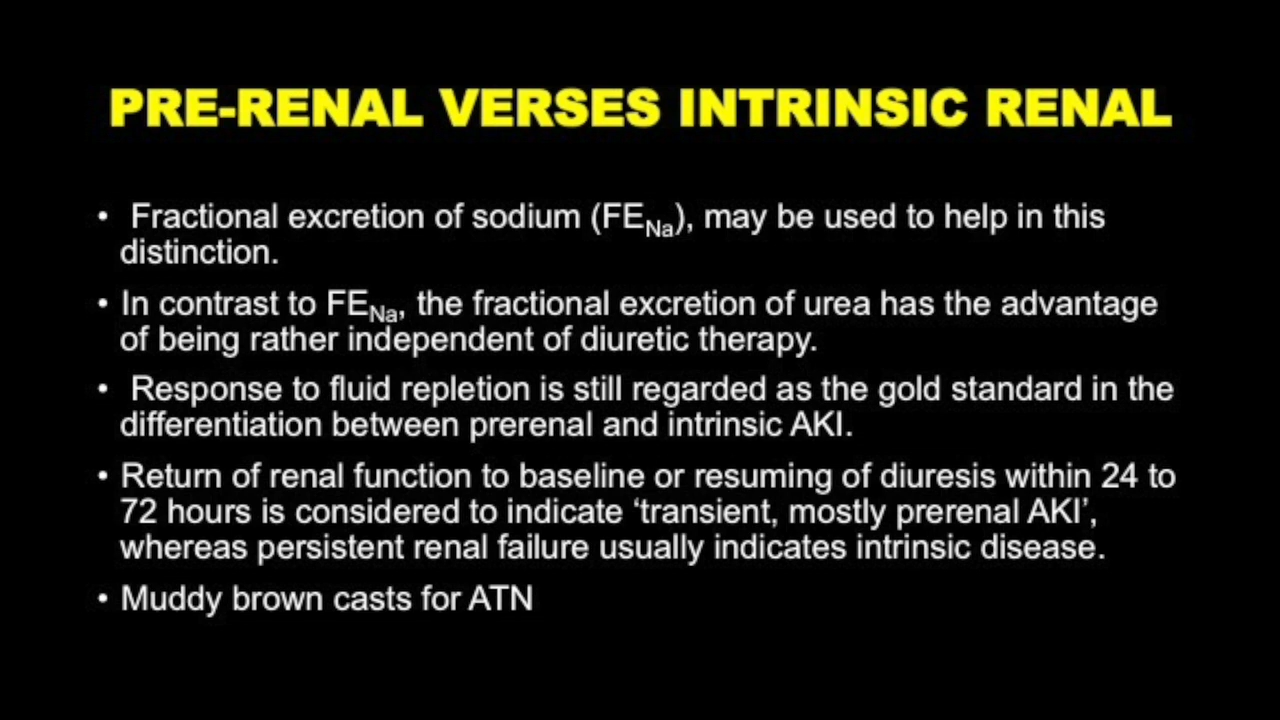 PRE-RENAL VERSES INTRINSIC RENAL
• Fractional excretion of sodium (FENa), may be used to help in this
distinction.
• In contrast to FENa, the fractional excretion of urea has the advantage
of being rather independent of diuretic therapy.
• Response to fluid repletion is still regarded as the gold standard in the
differentiation between prerenal and intrinsic AKI.
• Return of renal function to baseline or resuming of diuresis within 24 to
72 hours is considered to indicate ‘transient, mostly prerenal AKI’,
whereas persistent renal failure usually indicates intrinsic disease.
• Muddy brown casts for ATN